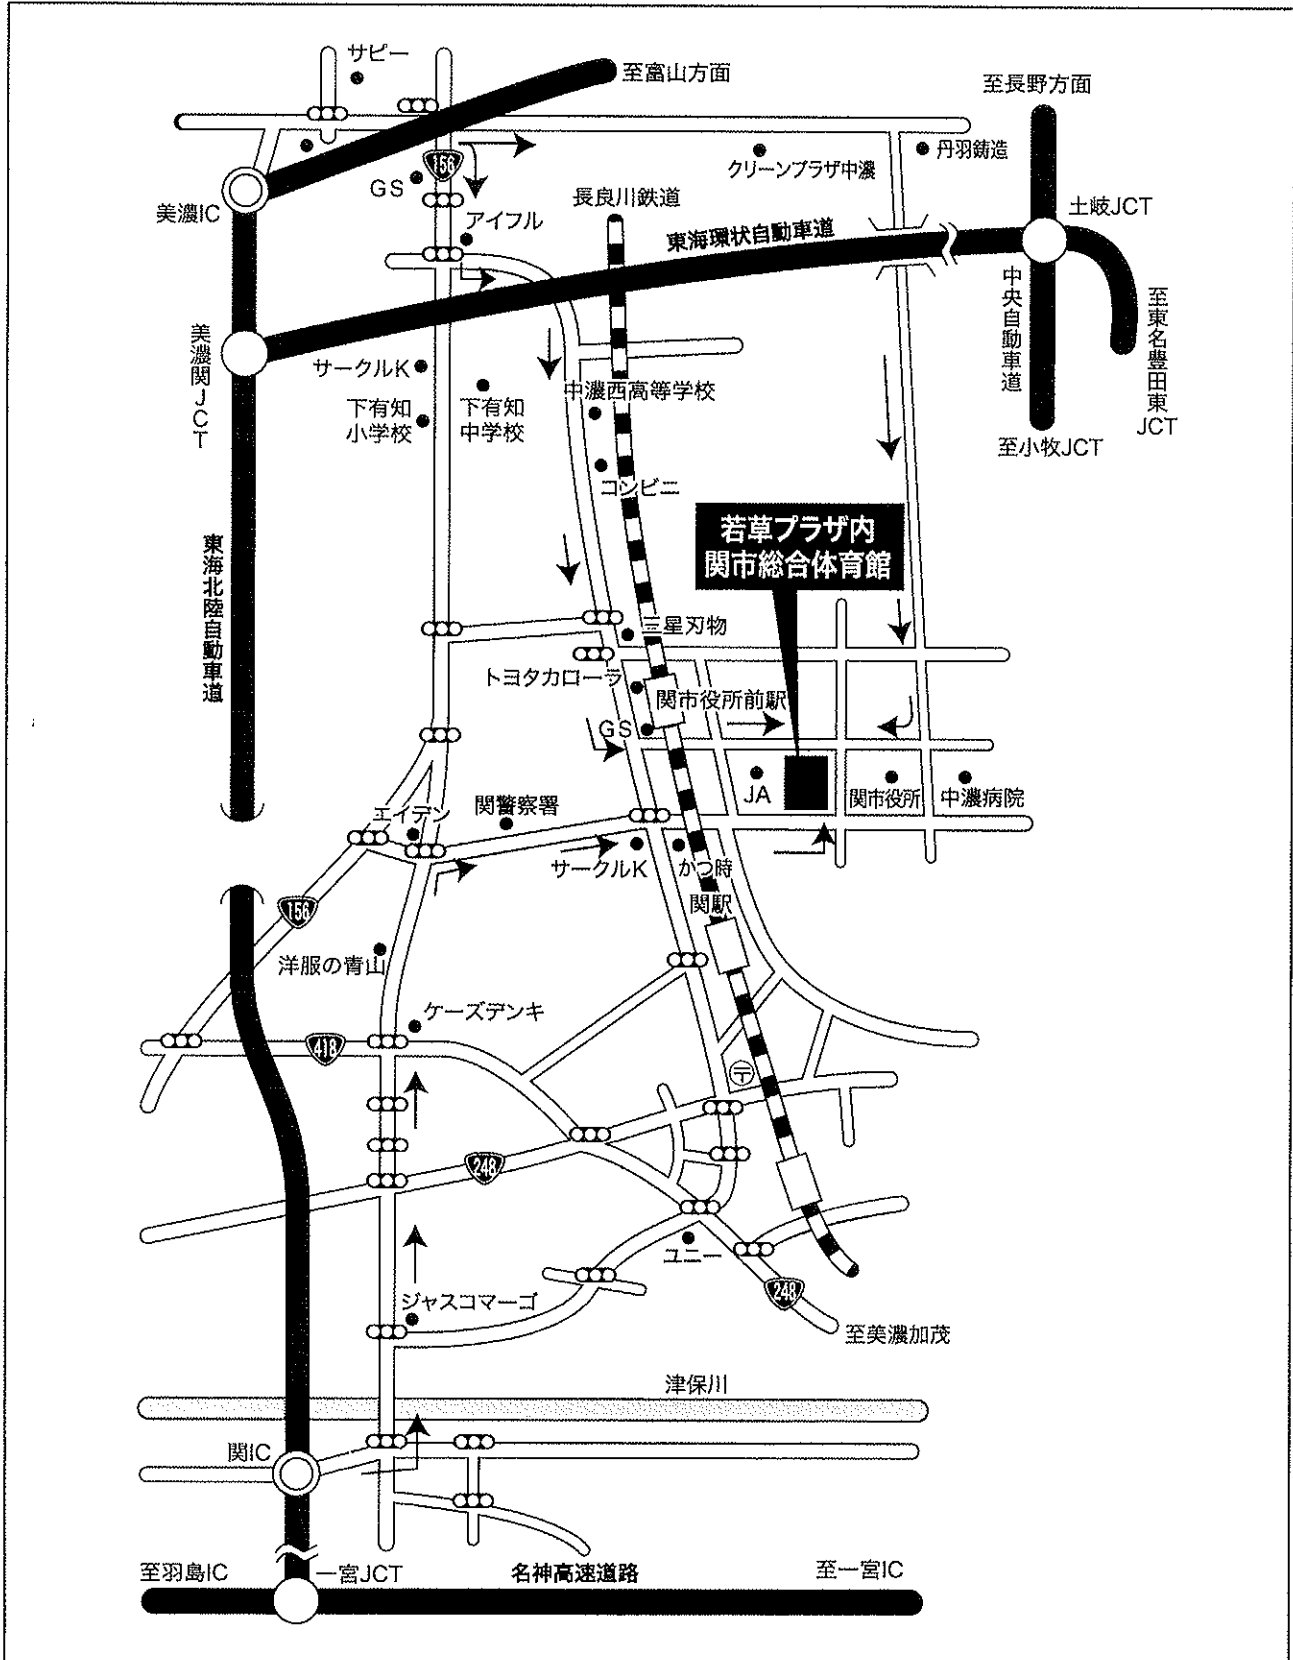 サピー
至富山方面
至長野方面
156
GS
クリーンプラザ中濃
丹羽鋳造
美濃IC
アイフル
長良川鉄道
東海環状自動車道
土岐JCT
中央自動車道
至東名豊田東JCT
美濃関JCT
サークルK
下有知
小学校
下有知
中学校
中濃西高等学校
至小牧JCT
コンビニ
若草プラザ内
関市総合体育館
東海北陸自動車道
三星刃物
トヨタカローラ
関市役所前駅
GS
JA
関市役所
中濃病院
エイデン
関警察署
サークルK
かつ時
関駅
156
洋服の青山
ケーズデンキ
418
〒
248
ユニー
248
ジャスコマーゴ
至美濃加茂
津保川
関IC
至羽島IC
一宮JCT
名神高速道路
至一宮IC